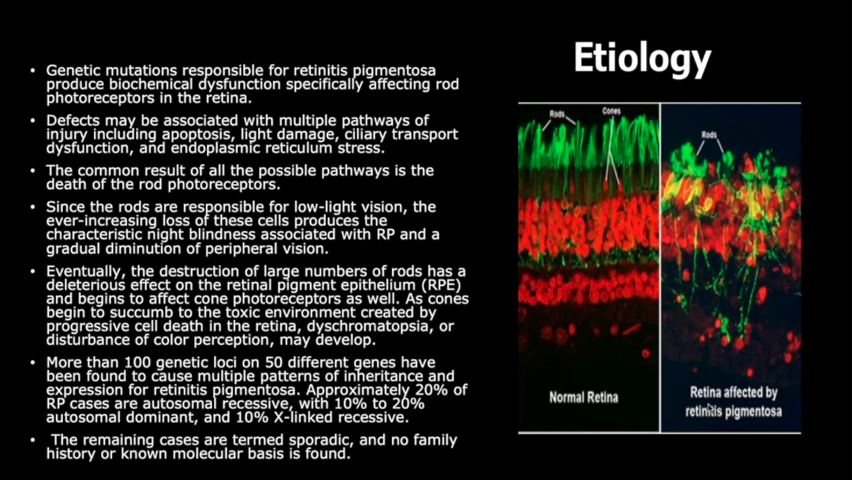 Etiology
• Genetic mutations responsible for retinitis pigmentosa
produce biochemical dysfunction specifically affecting rod
photoreceptors in the retina.
• Defects may be associated with multiple pathways of
injury including apoptosis, light damage, ciliary transport
dysfunction, and endoplasmic reticulum stress.
• The common result of all the possible pathways is the
death of the rod photoreceptors.
• Since the rods are responsible for low-light vision, the
ever-increasing loss of these cells produces the
characteristic night blindness associated with RP and a
gradual diminution of peripheral vision.
• Eventually, the destruction of large numbers of rods has a
deleterious effect on the retinal pigment epithelium (RPE)
and begins to affect cone photoreceptors as well. As cones
begin to succumb to the toxic environment created by
progressive cell death in the retina, dyschromatopsia, or
disturbance of color perception, may develop.
• More than 100 genetic loci on 50 different genes have
been found to cause multiple patterns of inheritance and
expression for retinitis pigmentosa. Approximately 20% of
RP cases are autosomal recessive, with 10% to 20%
autosomal dominant, and 10% X-linked recessive.
• The remaining cases are termed sporadic, and no family
history or known molecular basis is found.
Rods
Cones
Rods
Normal Retina
Retina affected by
retinitis pigmentosa